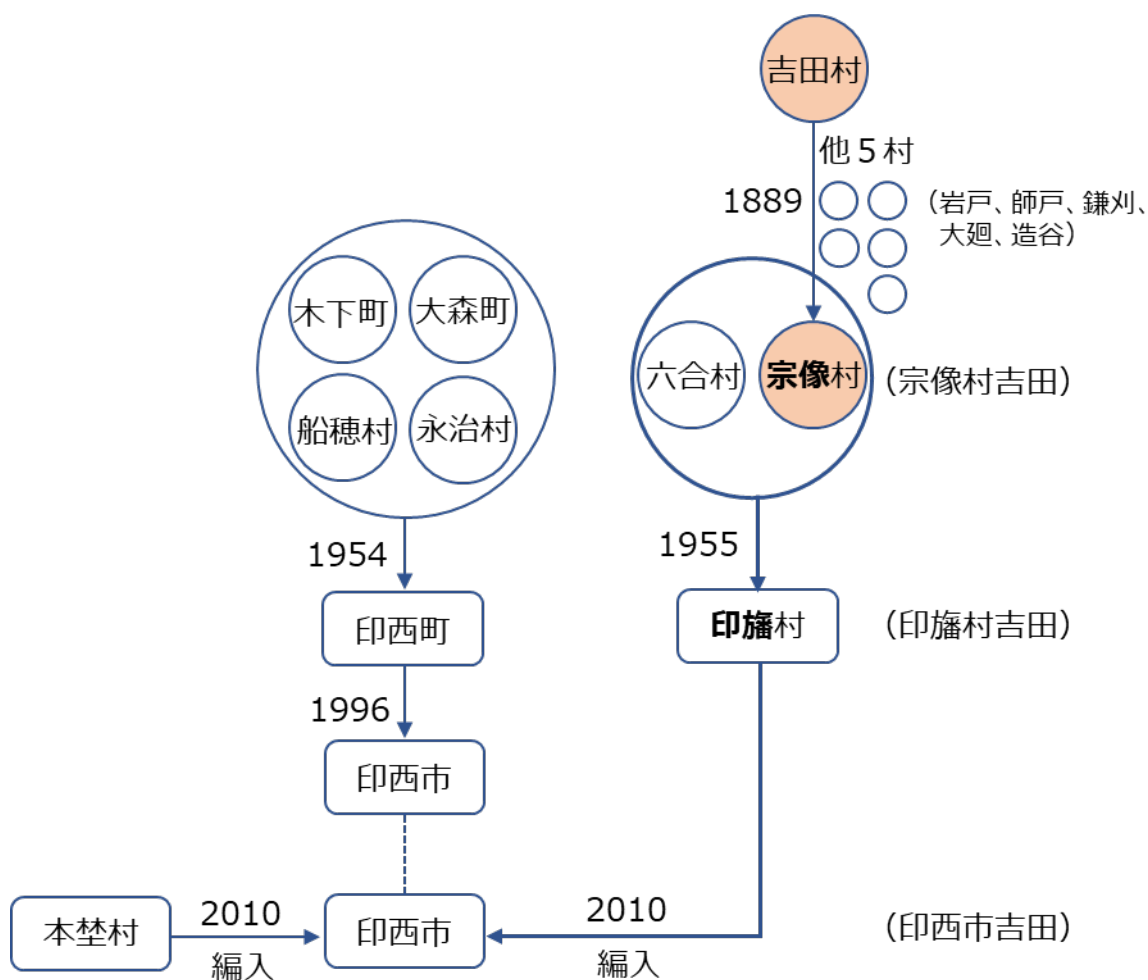 吉田村
他５村
1889
（岩戸、師戸、鎌刈、
大廻、造谷）
木下町
大森町
船穂村
永治村
六合村
宗像村
（宗像村吉田）
1954
1955
印西町
印旛村
（印旛村吉田）
1996
印西市
本埜村
2010
編入
印西市
2010
編入
（印西市吉田）